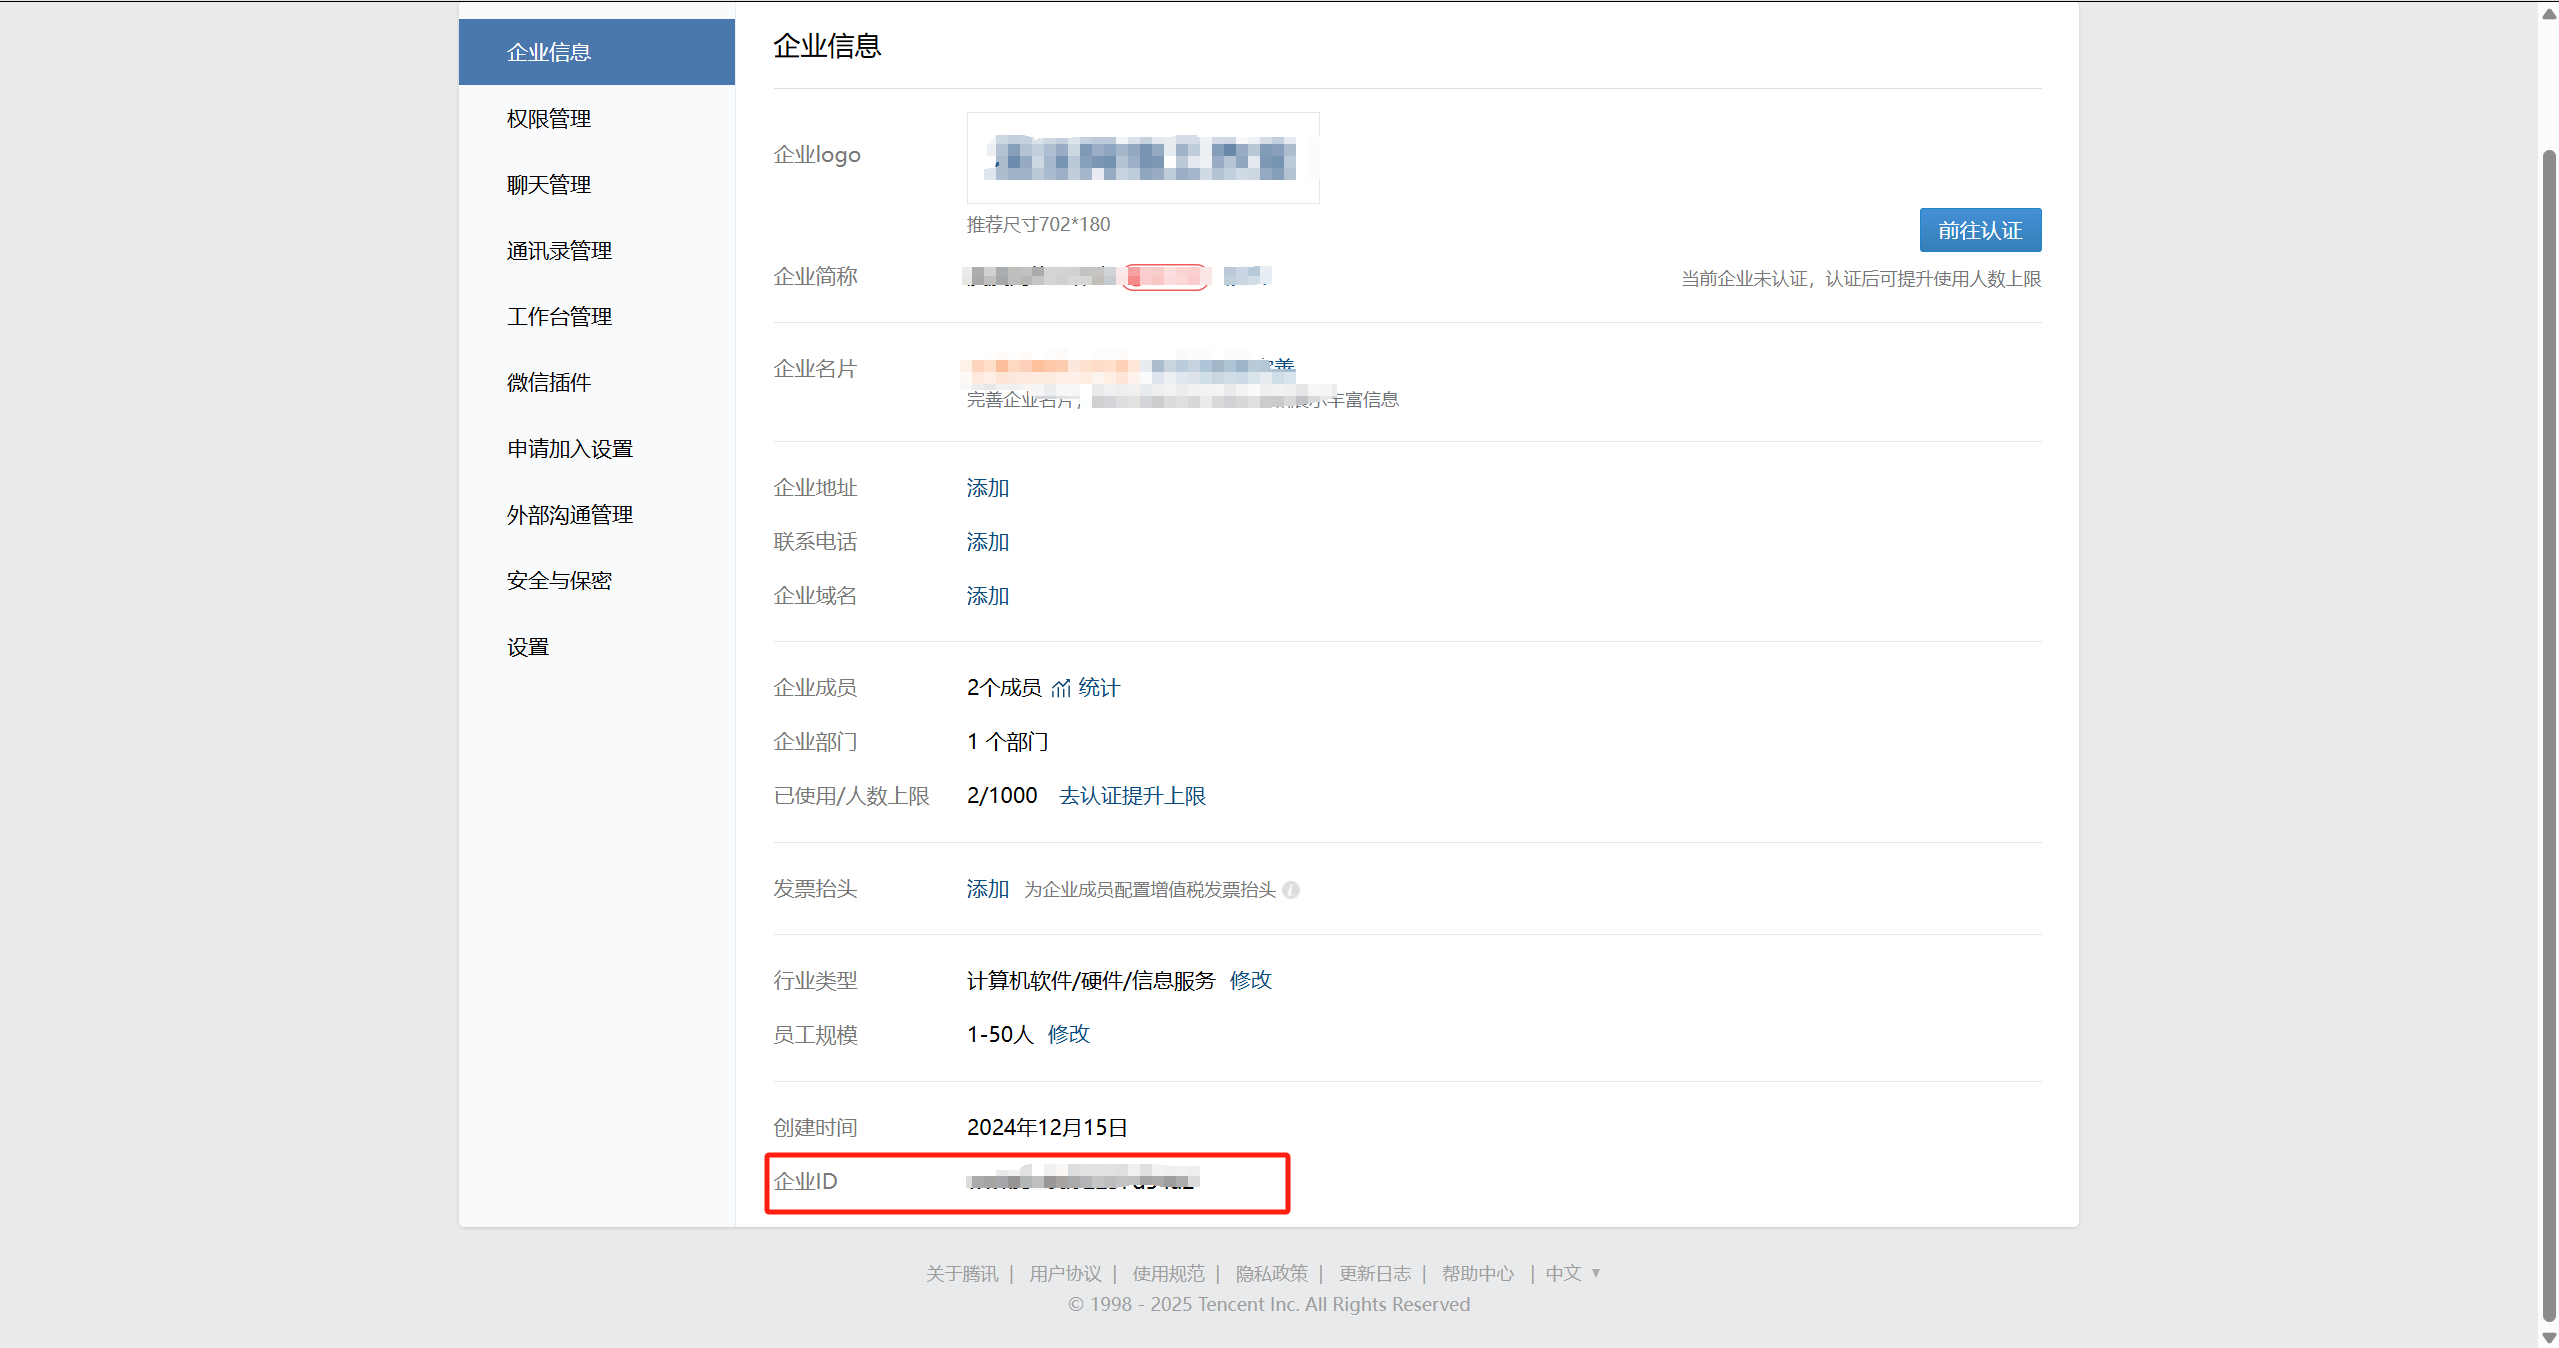 企业信息
权限管理
聊天管理
通讯录管理
工作台管理
微信插件
申请加入设置
外部沟通管理
安全与保密
设置
企业信息
企业logo
推荐尺寸702*180
前往认证
企业简称
当前企业未认证，认证后可提升使用人数上限
企业名片
完善企业名片，展示丰富信息
企业地址 添加
联系电话 添加
企业域名 添加
企业成员 2个成员 统计
企业部门 1 个部门
已使用/人数上限 2/1000 去认证提升上限
发票抬头 添加 为企业成员配置增值税发票抬头
行业类型 计算机软件/硬件/信息服务 修改
员工规模 1-50人 修改
创建时间 2024年12月15日
企业ID
关于腾讯 | 用户协议 | 使用规范 | 隐私政策 | 更新日志 | 帮助中心 | 中文
© 1998 - 2025 Tencent Inc. All Rights Reserved